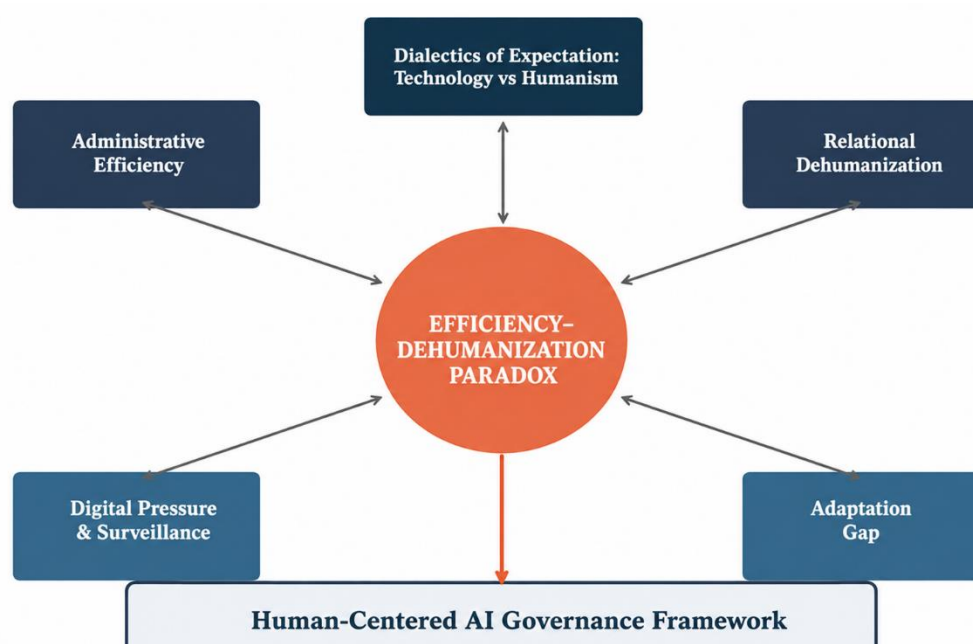 Dialectics of Expectation:
Technology vs Humanism
Administrative
Efficiency
Relational
Dehumanization
EFFICIENCY–
DEHUMANIZATION
PARADOX
Digital Pressure
& Surveillance
Adaptation
Gap
Human-Centered AI Governance Framework